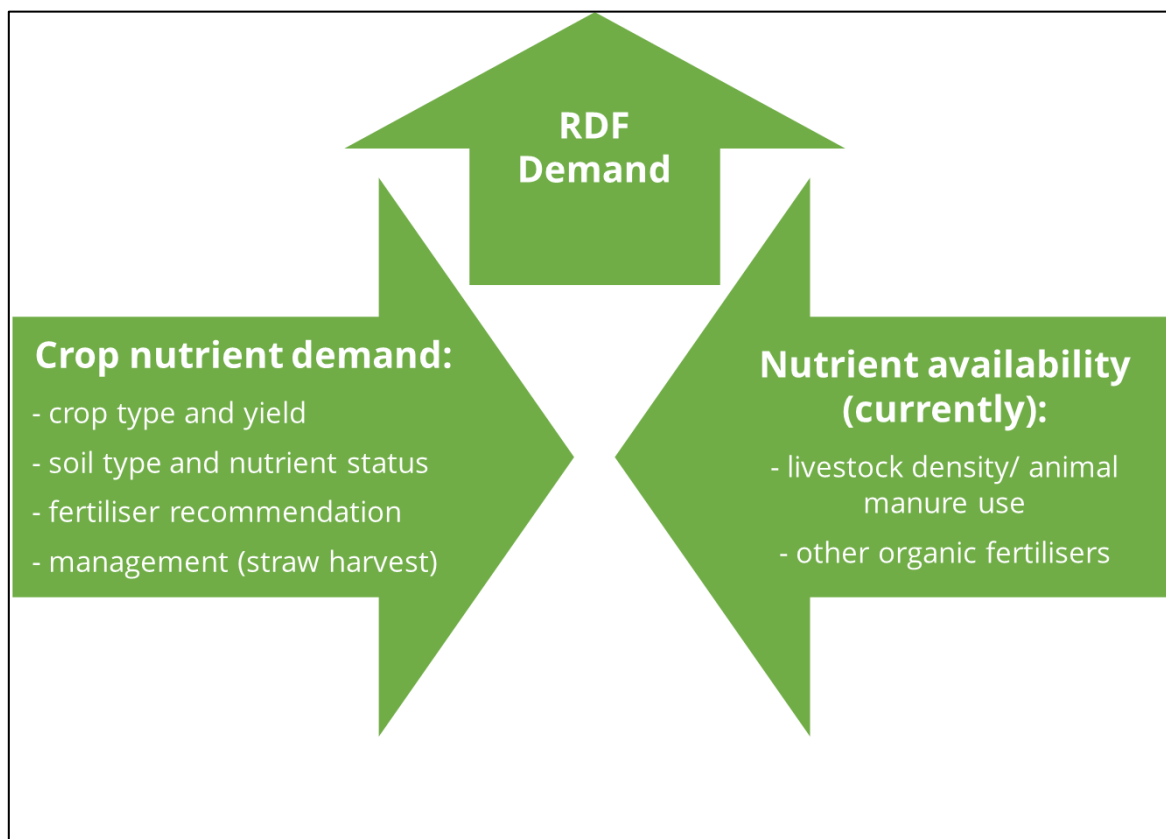 RDF
Demand
Crop nutrient demand:
- crop type and yield
- soil type and nutrient status
- fertiliser recommendation
- management (straw harvest)
Nutrient availability
(currently):
- livestock density/ animal
manure use
- other organic fertilisers